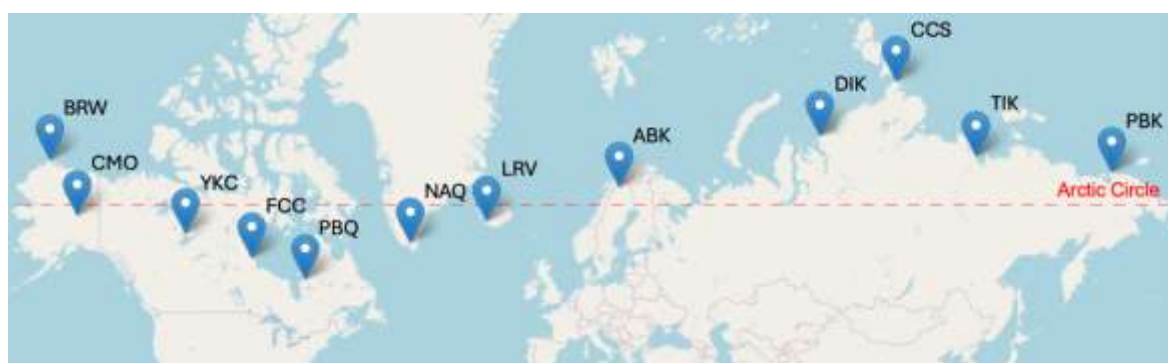 CCS
DIK
BRW
TIK
PBK
ABK
CMO
LRV
YKC
NAQ
Arctic Circle
FCC
PBQ